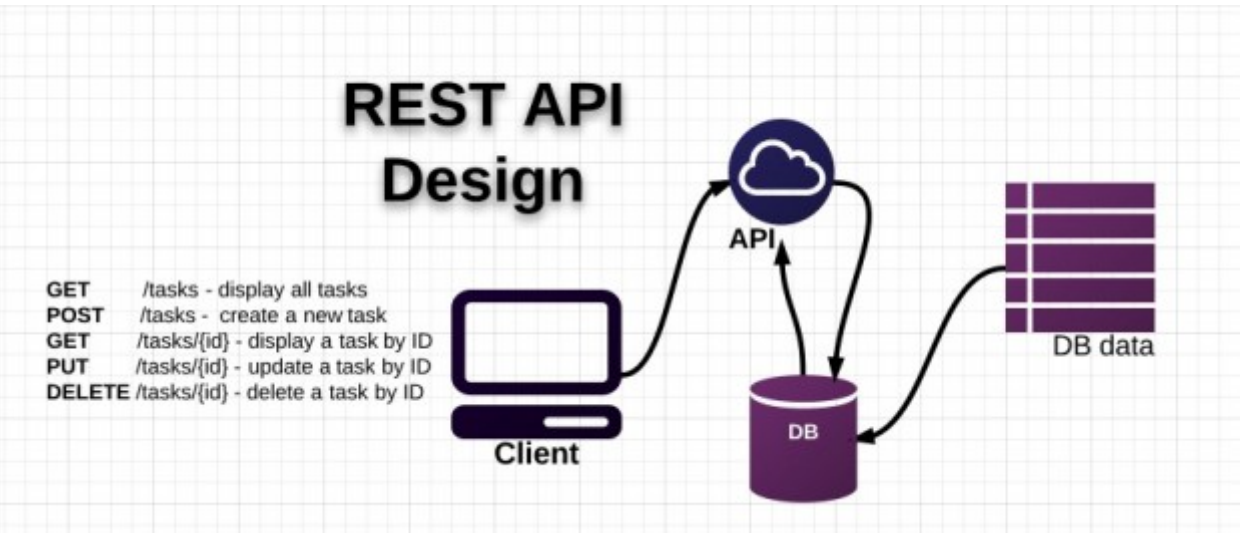 REST API
Design
GET /tasks - display all tasks
POST /tasks - create a new task
GET /tasks/{id} - display a task by ID
PUT /tasks/{id} - update a task by ID
DELETE /tasks/{id} - delete a task by ID
Client
API
DB
DB data